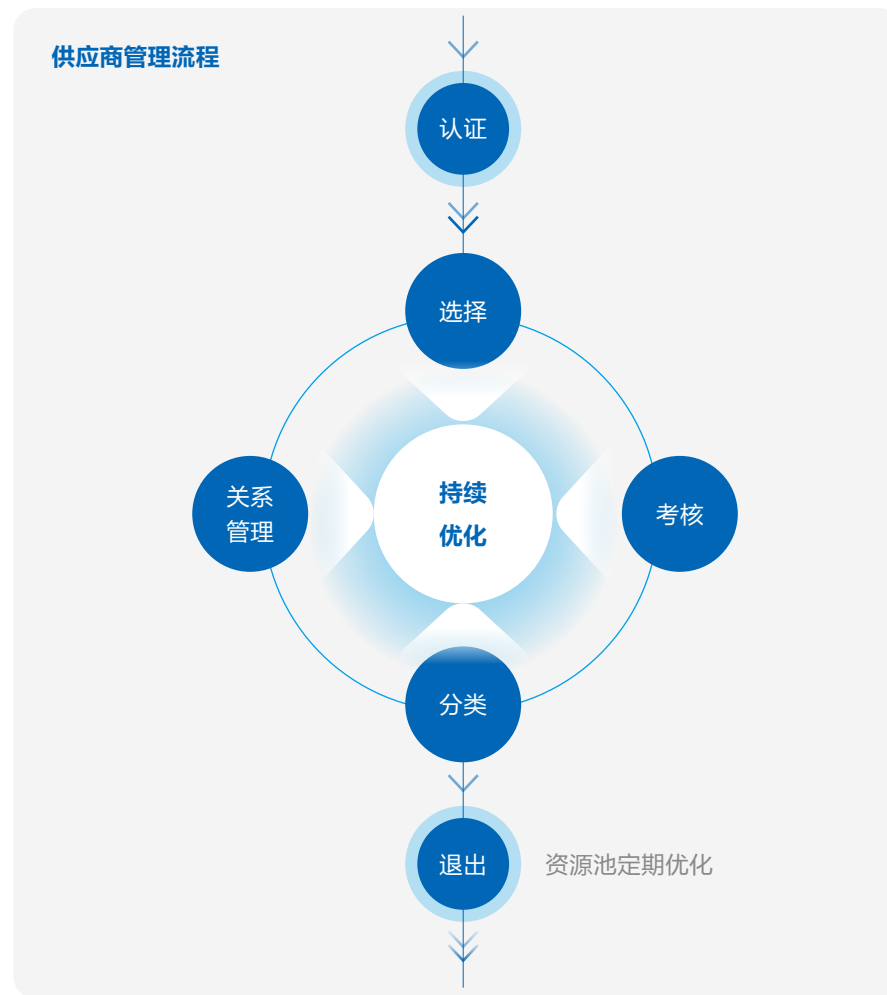 供应商管理流程
认证
选择
关系
管理
持续
优化
考核
分类
退出
资源池定期优化